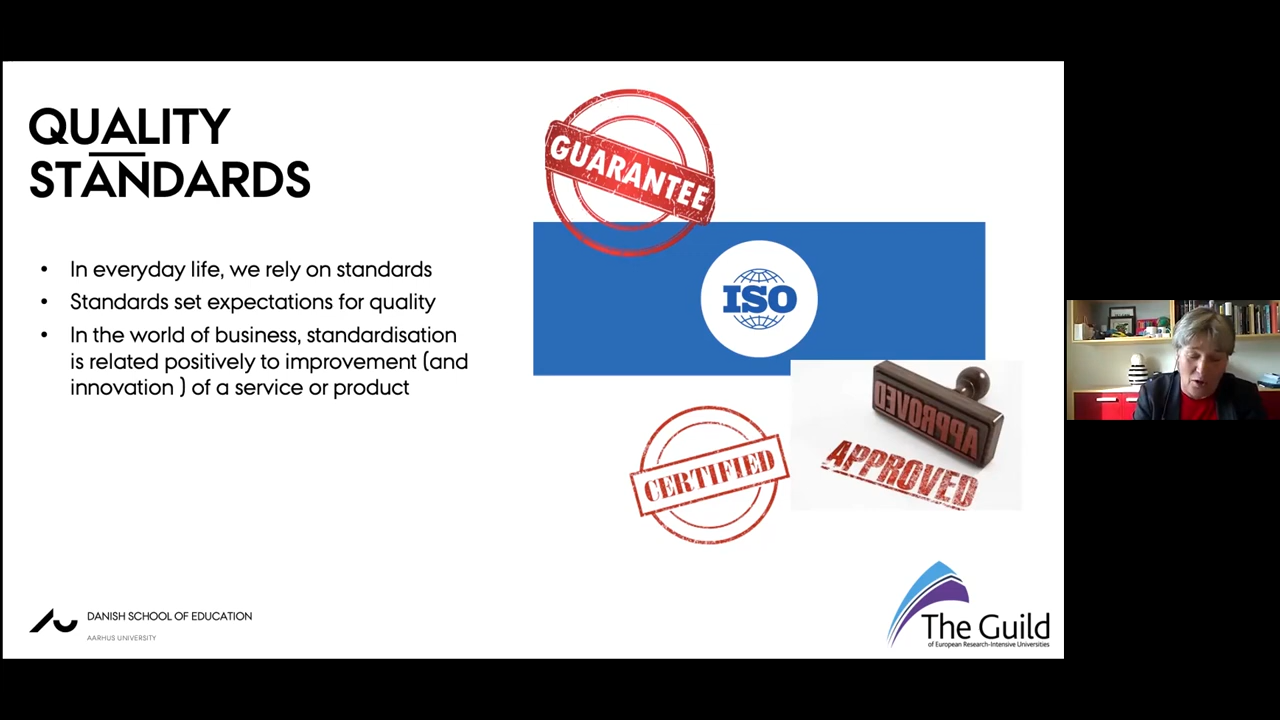 QUALITY
STANDARDS
• In everyday life, we rely on standards
• Standards set expectations for quality
• In the world of business, standardisation
is related positively to improvement (and
innovation ) of a service or product
GUARANTEE
ISO
APPROVED
APPROVED
CERTIFIED
DANISH SCHOOL OF EDUCATION
AARHUS UNIVERSITY
The Guild
of European Research-Intensive Universities